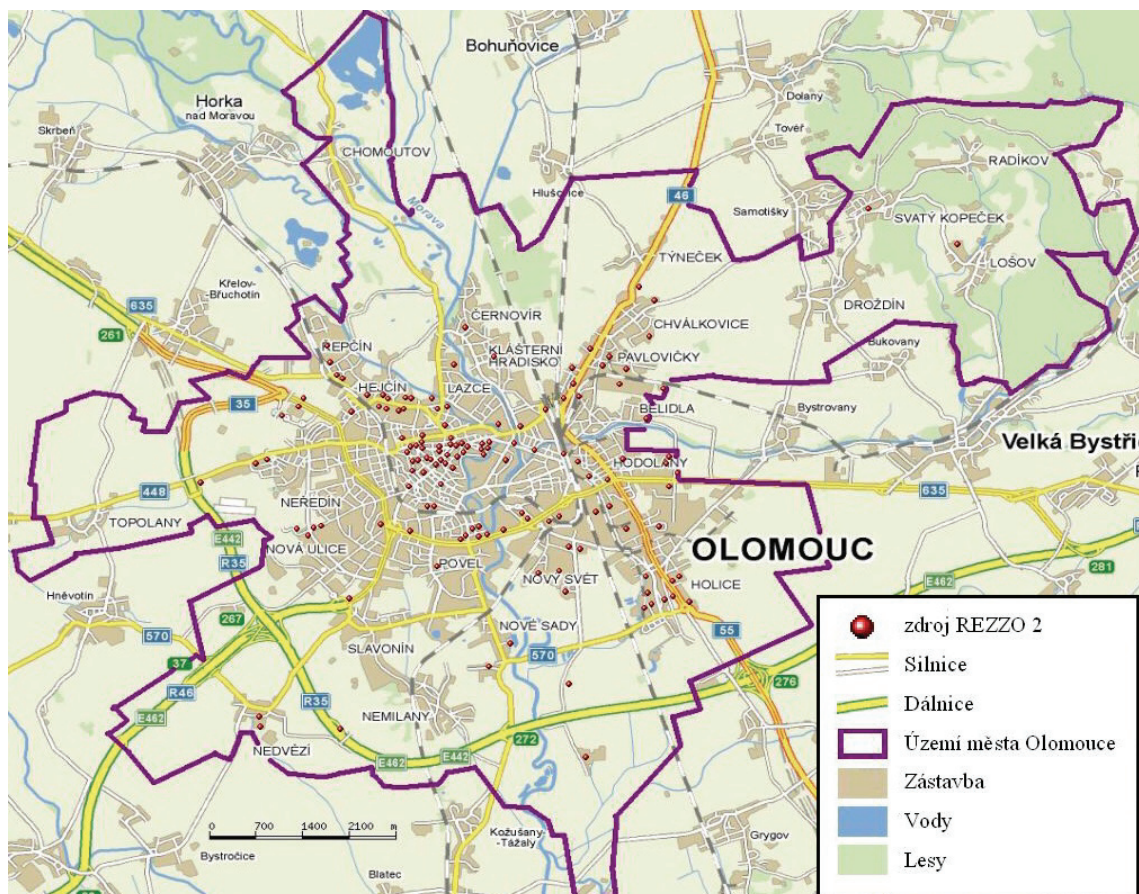 Bohuňovice
Dolany
Horka
nad Moravou
Skrbeň
Tovéř
CHOMOUTOV
RADÍKOV
Hlušovice
46
Samotišky
SVATÝ KOPEČEK
Morava
TÝNEČEK
LOŠOV
Křelov-
Břuchotín
635
DROŽDÍN
ČERNOVÍR
CHVÁLKOVICE
261
Bukovany
ŘEPČÍN
KLÁŠTERNÍ
HRADISKO
PAVLOVIČKY
HEJČÍN
LAZCE
35
BĚLIDLA
Bystrovany
Velká Bystři
HODOLANY
448
635
NEŘEDÍN
TOPOLANY
E442
R35
NOVÁ ULICE
OLOMOUC
POVEL
281
NOVÝ SVĚT
HOLICE
E462
Hněvotín
267
NOVÉ SADY
570
55
570
SLAVONÍN
37
276
R46
R35
E462
NEMILANY
272
NEDVĚZÍ
E442
E462
0 700 1400 2100 m
Kožušany
-Tážaly
Grygov
Bystročice
Blatec
zdroj REZZO 2
Silnice
Dálnice
Území města Olomouce
Zástavba
Vody
Lesy